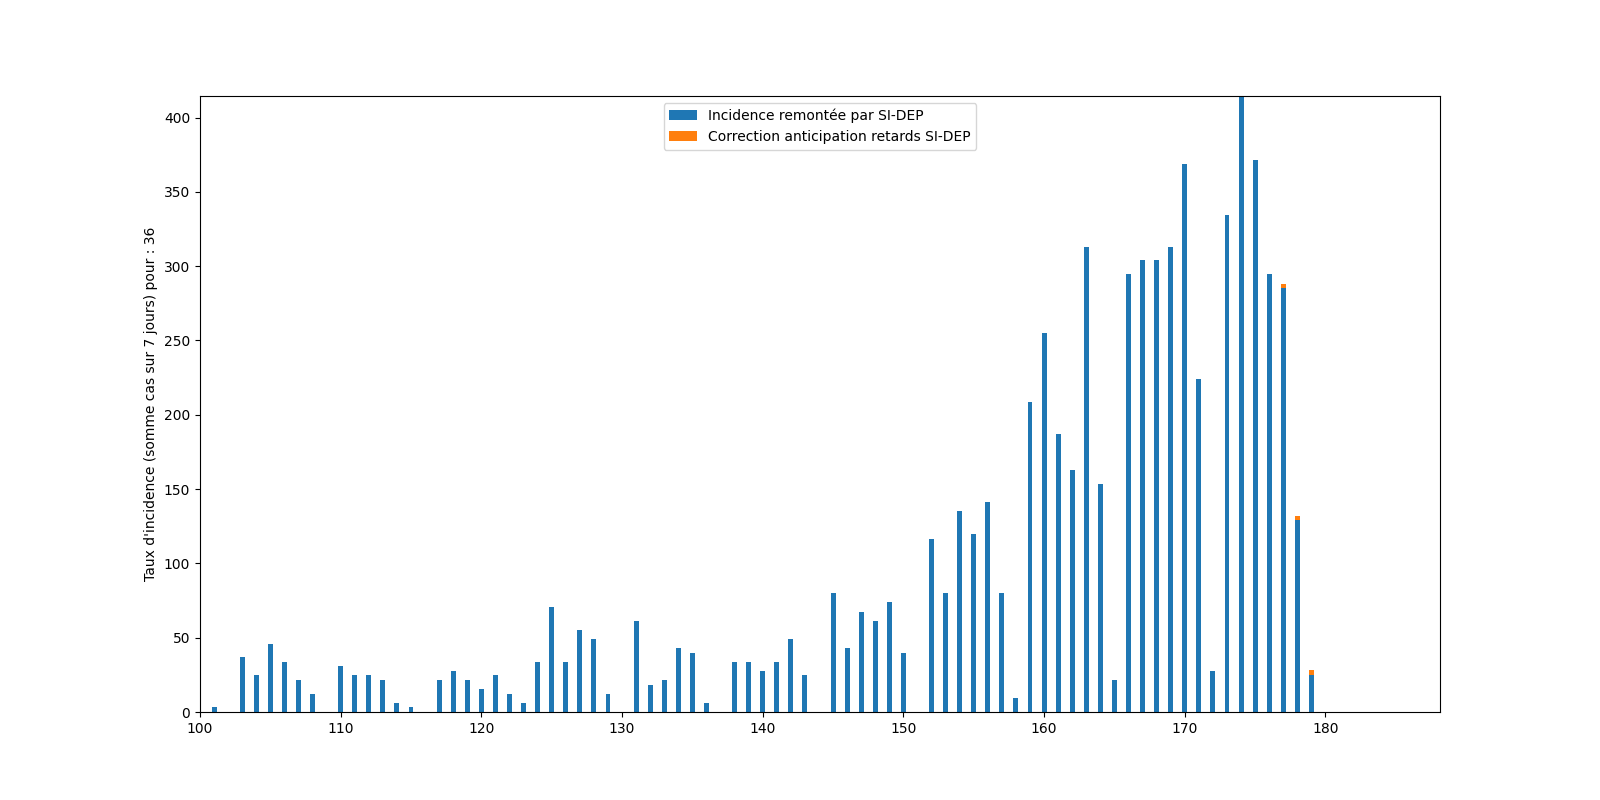 Incidence remontée par SI-DEP
Correction anticipation retards SI-DEP
Taux d'incidence (somme cas sur 7 jours) pour : 36
400
350
300
250
200
150
100
50
0
100 110 120 130 140 150 160 170 180